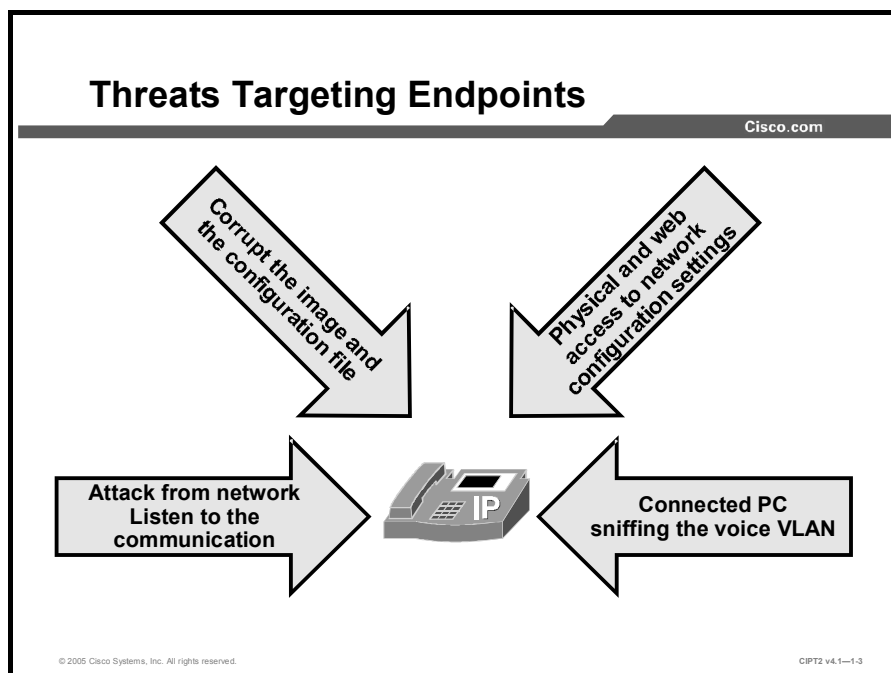 Threats Targeting Endpoints
Cisco.com
Corrupt the image and
the configuration file
Physical and web
access to network
configuration settings
Attack from network
Listen to the
communication
IP
Connected PC
sniffing the voice VLAN
© 2005 Cisco Systems, Inc. All rights reserved.
CIPT2 v4.1—1-3